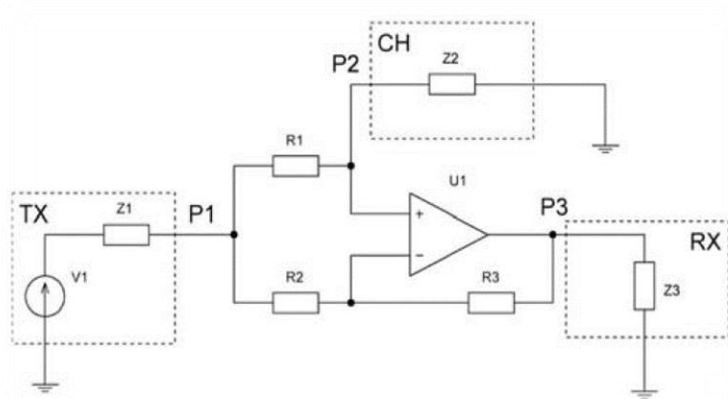 CH
Z2
P2
R1
U1
TX
Z1
P1
P3
RX
V1
+
−
R2
R3
Z3